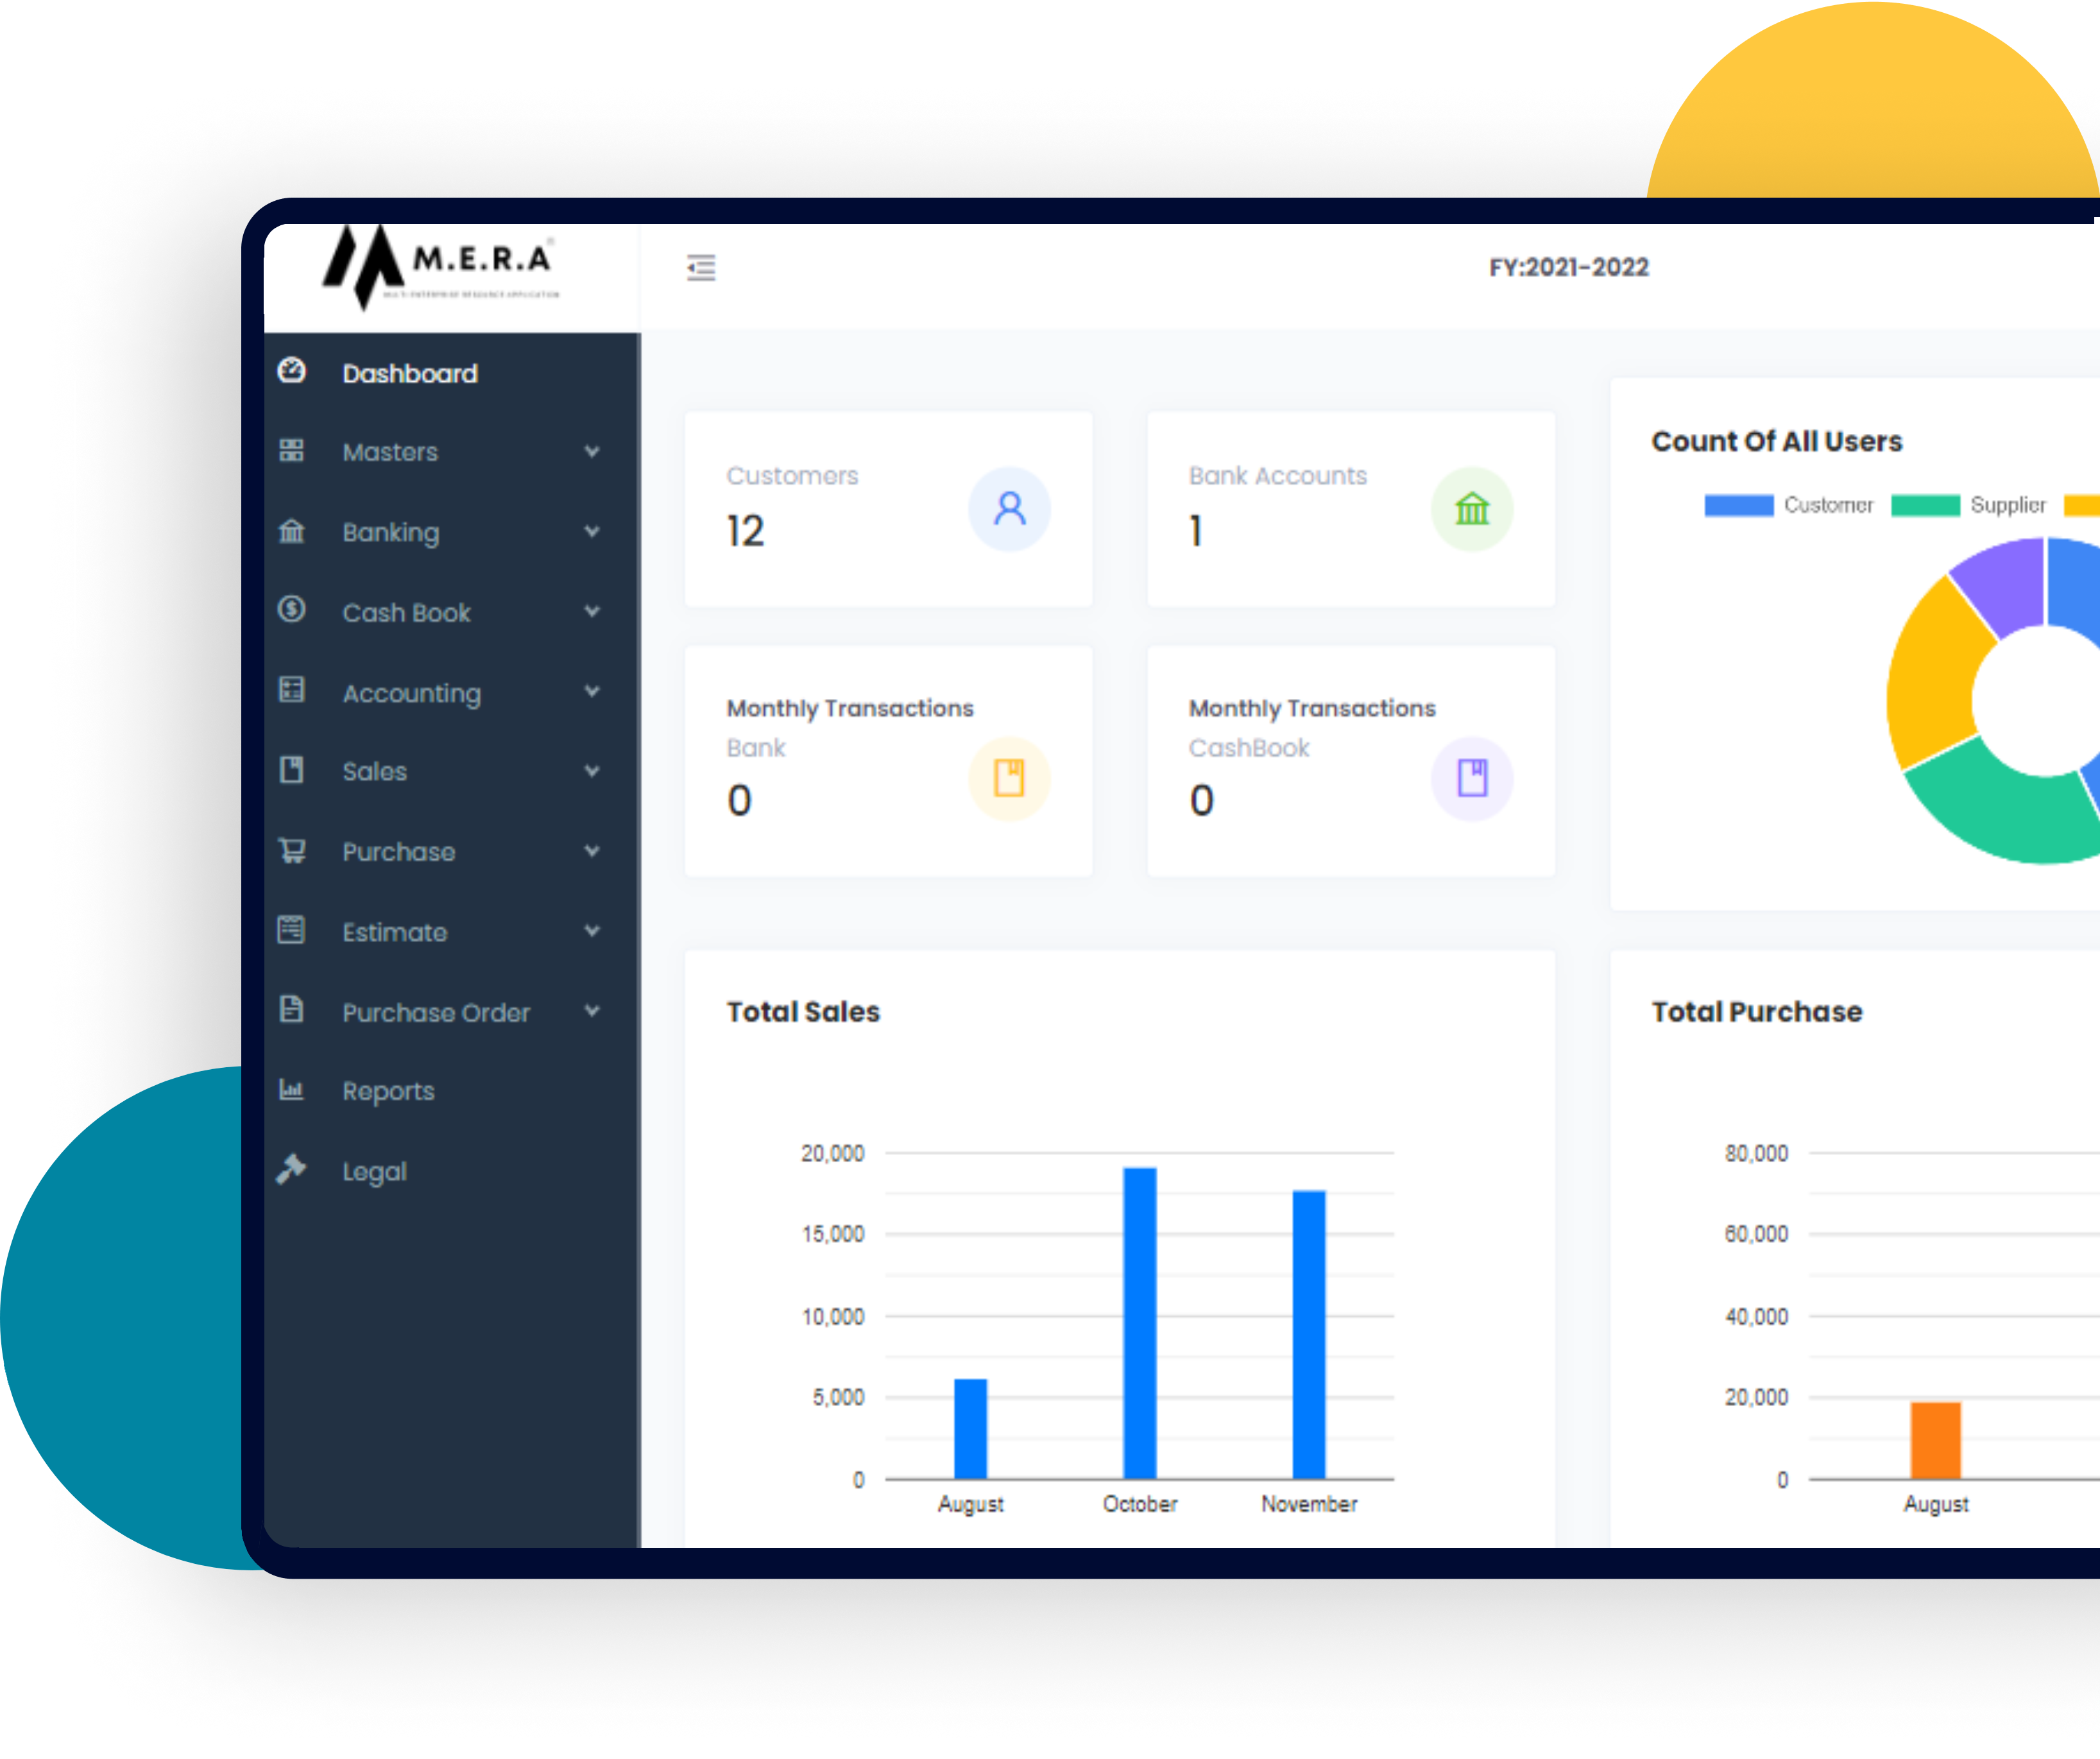 M.E.R.A
FY:2021-2022
Dashboard
Masters
Banking
Cash Book
Accounting
Sales
Purchase
Estimate
Purchase Order
Reports
Legal
Customers
12
Bank Accounts
1
Monthly Transactions
Bank
0
Monthly Transactions
CashBook
0
Count Of All Users
Customer Supplier
Total Sales
20,000
15,000
10,000
5,000
0
August October November
Total Purchase
80,000
60,000
40,000
20,000
0
August